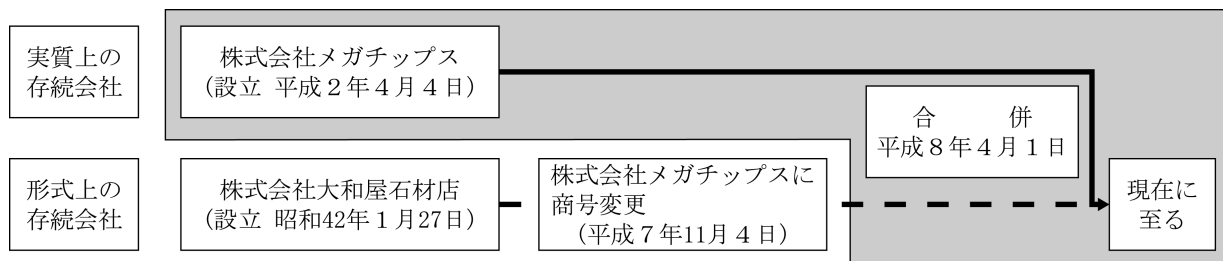 実質上の
存続会社
株式会社メガチップス
(設立 平成2年4月4日)
合 併
平成8年4月1日
形式上の
存続会社
株式会社大和屋石材店
(設立 昭和42年1月27日)
株式会社メガチップスに
商号変更
(平成7年11月4日)
現在に
至る